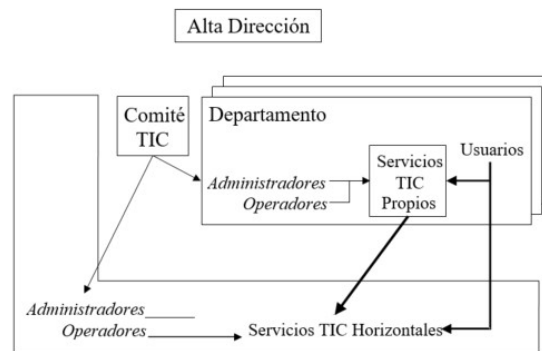 Alta Dirección
Comité
TIC
Departamento
Usuarios
Servicios
TIC
Propios
Administradores
Operadores
Administradores
Operadores
Servicios TIC Horizontales